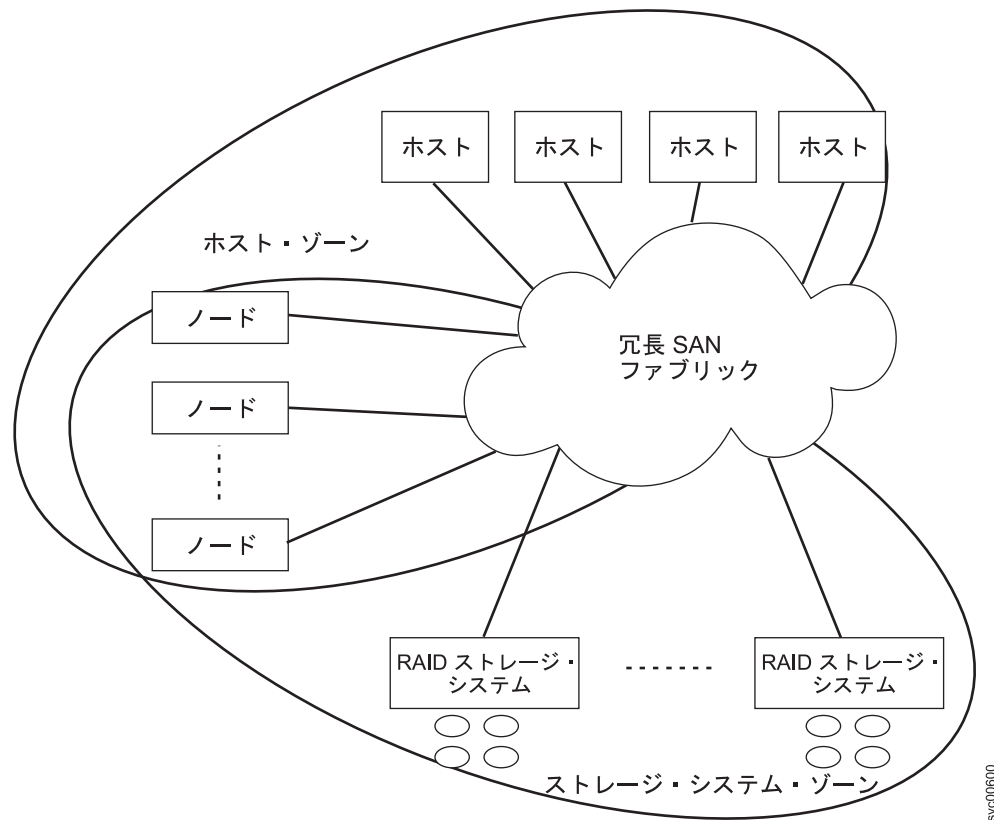 ホスト
ホスト
ホスト
ホスト
ホスト・ゾーン
ノード
冗長 SAN
ファブリック
ノード
ノード
RAID ストレージ・
システム
RAID ストレージ・
システム
ストレージ・システム・ゾーン
svc00600